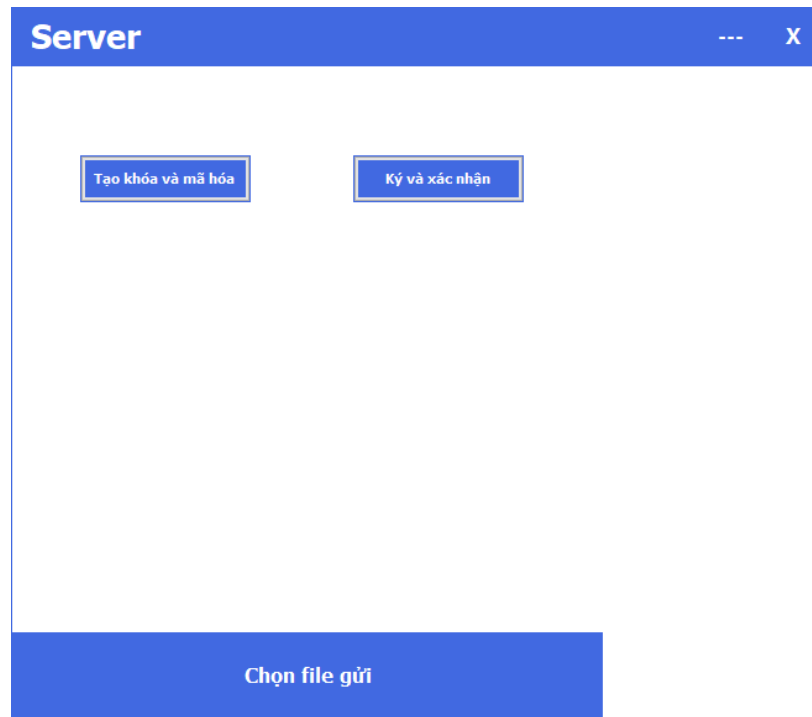 Server --- X
Tạo khóa và mã hóa Ký và xác nhận
Chọn file gửi